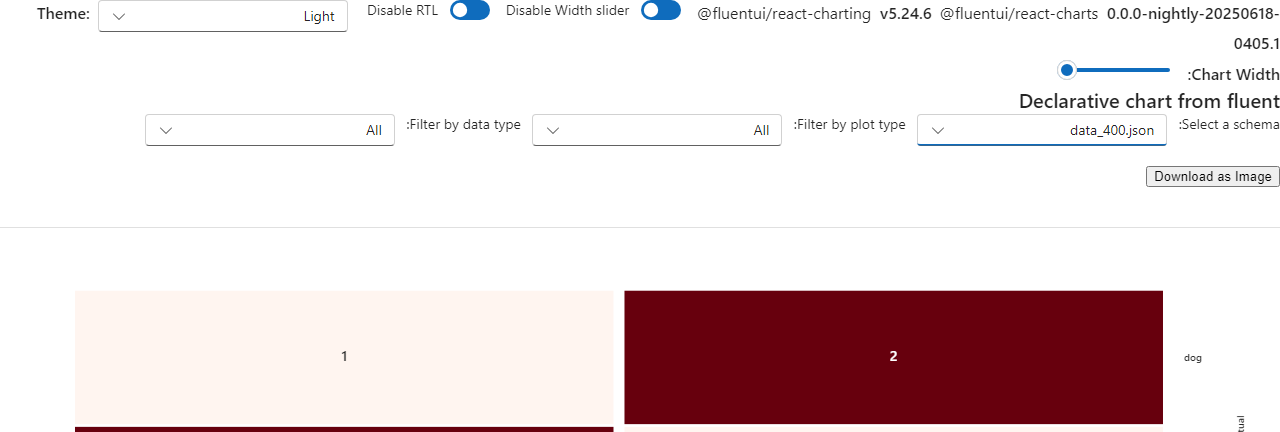 Theme: Light Disable RTL Disable Width slider @fluentui/react-charting v5.24.6 @fluentui/react-charts 0.0.0-nightly-20250618-
0405.1
:Chart Width
Declarative chart from fluent
All :Filter by data type All :Filter by plot type data_400.json :Select a schema
Download as Image
1 2 dog